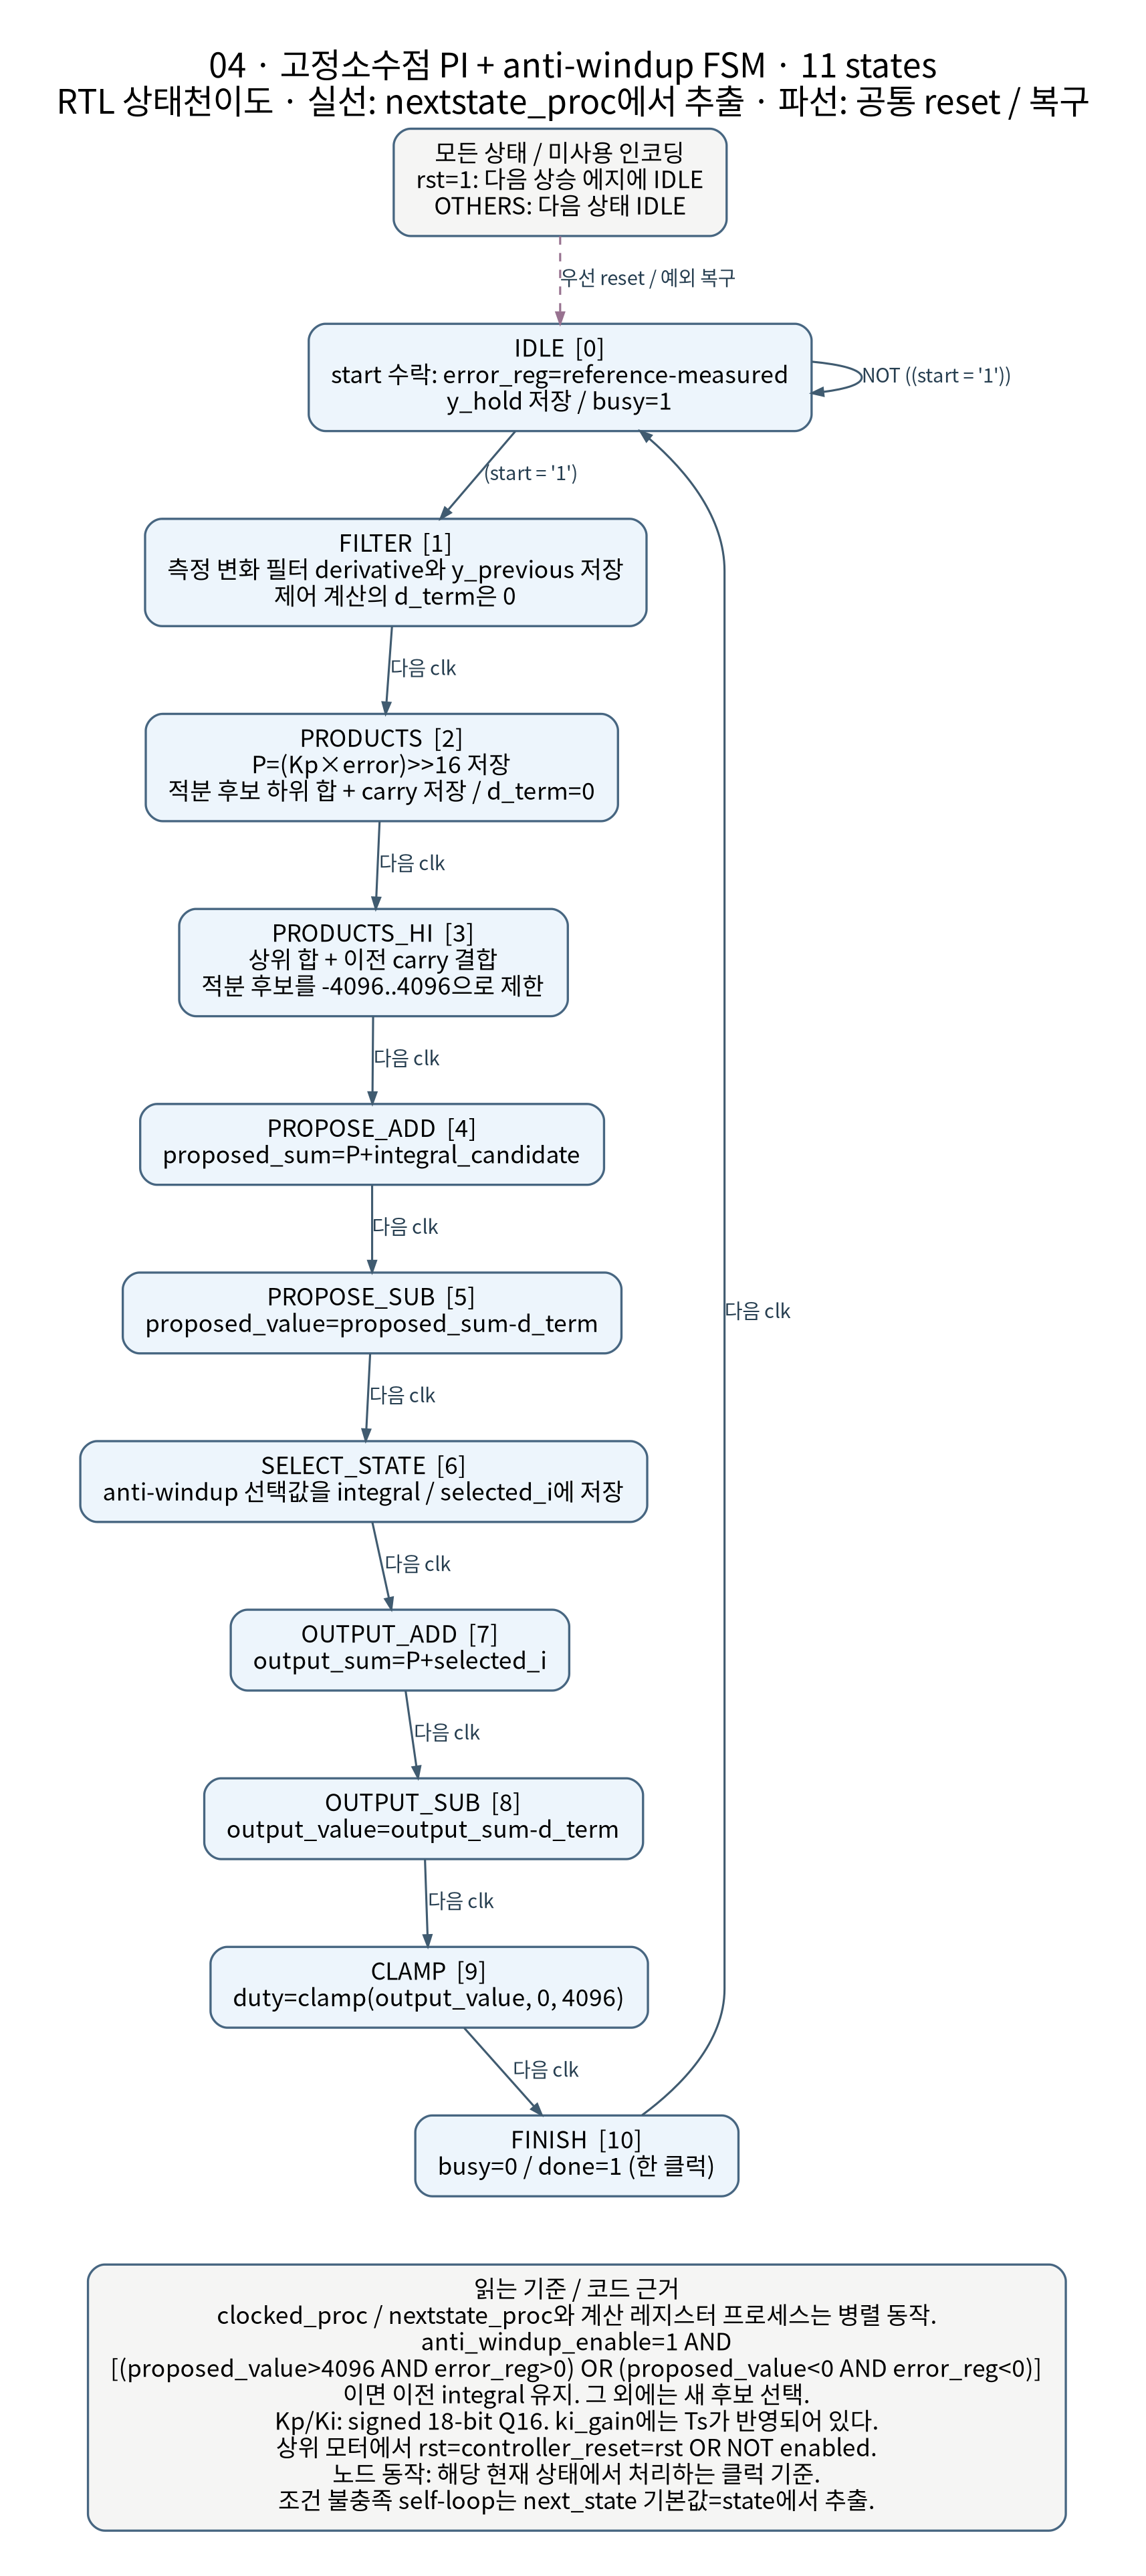 04 · 고정소수점 PI + anti-windup FSM · 11 states
RTL 상태천이도 · 실선: nextstate_proc에서 추출 · 파선: 공통 reset / 복구
모든 상태 / 미사용 인코딩
rst=1: 다음 상승 에지에 IDLE
OTHERS: 다음 상태 IDLE
우선 reset / 예외 복구
IDLE [0]
start 수락: error_reg=reference-measured
y_hold 저장 / busy=1
NOT ((start = '1'))
(start = '1')
FILTER [1]
측정 변화 필터 derivative와 y_previous 저장
제어 계산의 d_term은 0
다음 clk
PRODUCTS [2]
P=(Kp×error)>>16 저장
적분 후보 하위 합 + carry 저장 / d_term=0
다음 clk
PRODUCTS_HI [3]
상위 합 + 이전 carry 결합
적분 후보를 -4096..4096으로 제한
다음 clk
PROPOSE_ADD [4]
proposed_sum=P+integral_candidate
다음 clk
PROPOSE_SUB [5]
proposed_value=proposed_sum-d_term
다음 clk
다음 clk
SELECT_STATE [6]
anti-windup 선택값을 integral / selected_i에 저장
다음 clk
OUTPUT_ADD [7]
output_sum=P+selected_i
다음 clk
OUTPUT_SUB [8]
output_value=output_sum-d_term
다음 clk
CLAMP [9]
duty=clamp(output_value, 0, 4096)
다음 clk
FINISH [10]
busy=0 / done=1 (한 클럭)
읽는 기준 / 코드 근거
clocked_proc / nextstate_proc와 계산 레지스터 프로세스는 병렬 동작.
anti_windup_enable=1 AND
[(proposed_value>4096 AND error_reg>0) OR (proposed_value<0 AND error_reg<0)]
이면 이전 integral 유지. 그 외에는 새 후보 선택.
Kp/Ki: signed 18-bit Q16. ki_gain에는 Ts가 반영되어 있다.
상위 모터에서 rst=controller_reset=rst OR NOT enabled.
노드 동작: 해당 현재 상태에서 처리하는 클럭 기준.
조건 불충족 self-loop는 next_state 기본값=state에서 추출.